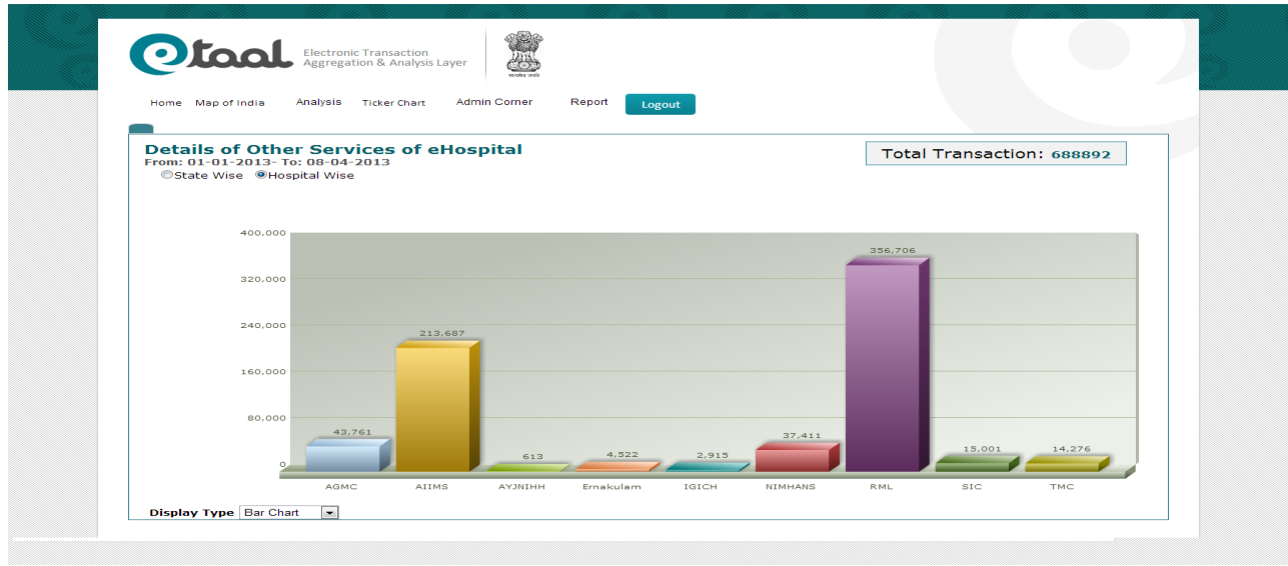 etaal
Electronic Transaction
Aggregation & Analysis Layer
Home Map of India Analysis Ticker Chart Admin Corner Report Logout
Details of Other Services of eHospital
From: 01-01-2013- To: 08-04-2013
State Wise Hospital Wise
Total Transaction: 688892
400,000
320,000
240,000
160,000
80,000
0
43,761
213,687
613
4,522
2,915
37,411
356,706
15,001
14,276
AGMC AIIMS AYJNIHH Ernakulam IGICH NIMHANS RML SIC TMC
Display Type Bar Chart